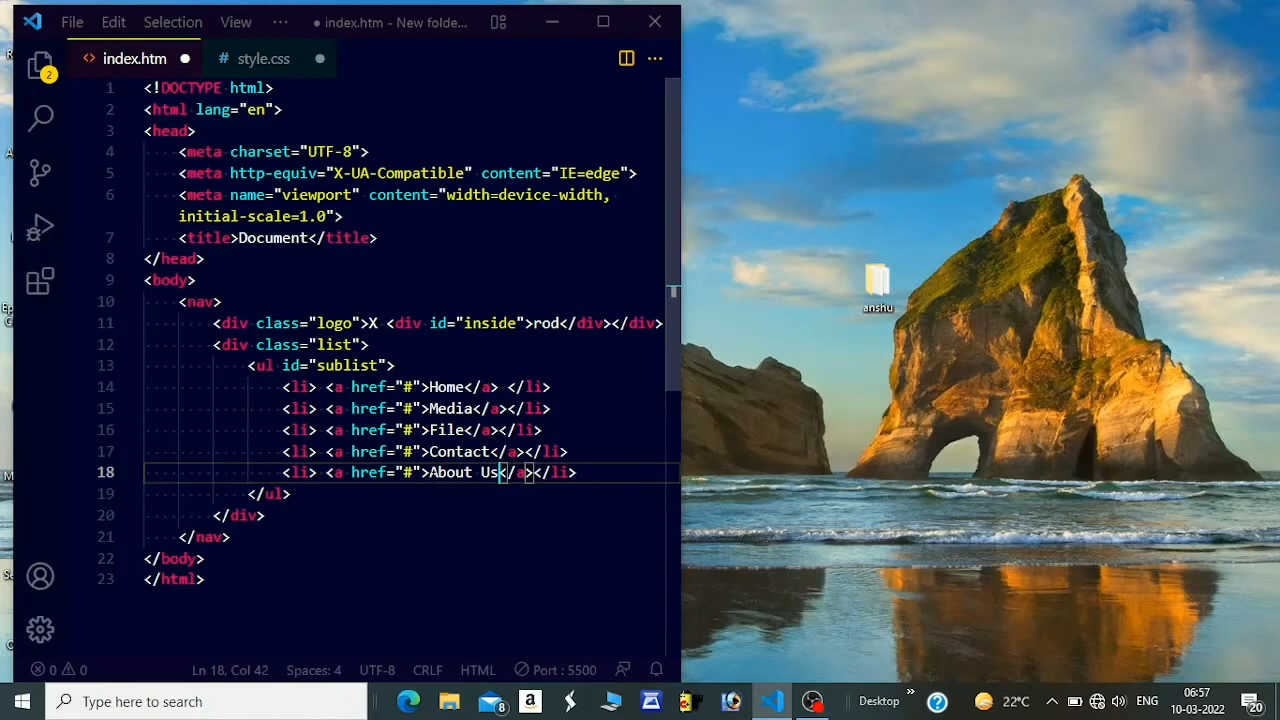 File Edit Selection View ··· ● index.htm - New folde...
<> index.htm ● # style.css ●
2
1 <!DOCTYPE html>
2 <html lang="en">
3 <head>
4 <meta charset="UTF-8">
5 <meta http-equiv="X-UA-Compatible" content="IE=edge">
6 <meta name="viewport" content="width=device-width,
initial-scale=1.0">
7 <title>Document</title>
8 </head>
9 <body>
10 <nav>
11 <div class="logo">X <div id="inside">rod</div></div>
12 <div class="list">
13 <ul id="sublist">
14 <li> <a href="#">Home</a> </li>
15 <li> <a href="#">Media</a></li>
16 <li> <a href="#">File</a></li>
17 <li> <a href="#">Contact</a></li>
18 <li> <a href="#">About Us</a></li>
19 </ul>
20 </div>
21 </nav>
22 </body>
23 </html>
anshu
0 0 Ln 18, Col 42 Spaces: 4 UTF-8 CRLF HTML Port : 5500
Type here to search
8
a
Desktop
22°C
ENG
06:57
10-03-2022
20